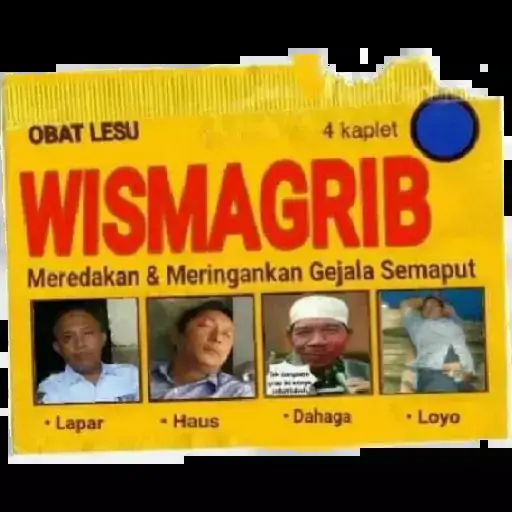 OBAT LESU
4 kaplet
WISMAGRIB
Meredakan & Meringankan Gejala Semaput
• Lapar
• Haus
• Dahaga
• Loyo